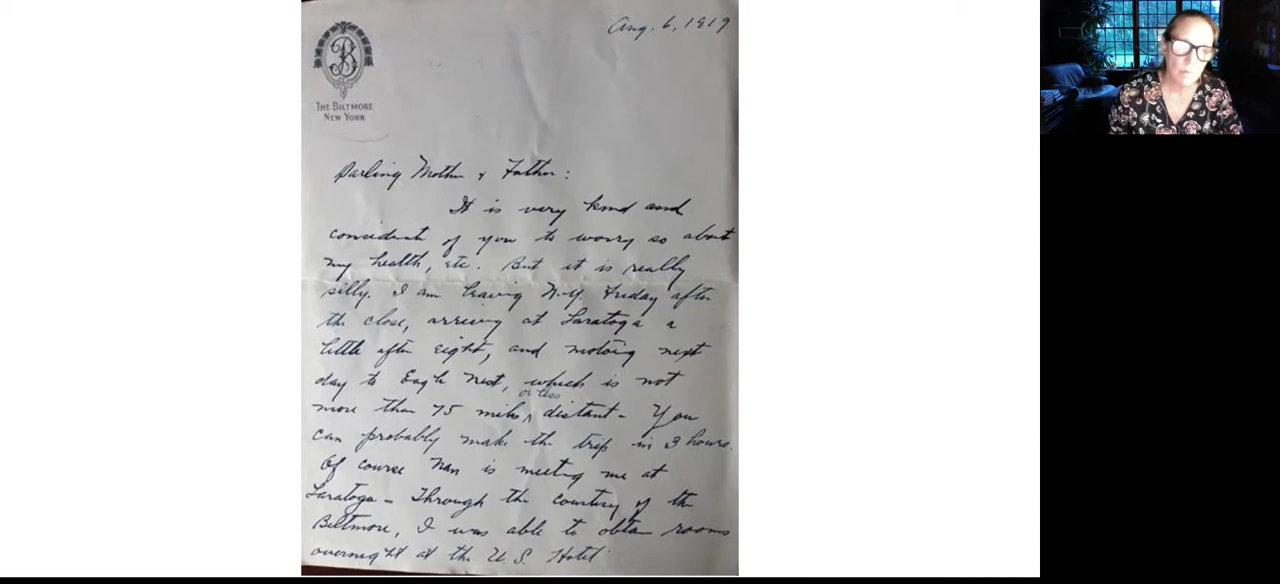 Aug. 6, 1919
B
THE BILTMORE
NEW YORK
Darling Mother & Father:
It is very kind and
considerate of you to worry so about
my health, etc. But it is really
silly. I am leaving N.Y. Friday after
the close, arriving at Saratoga a
little after eight, and motoring next
day to Eagle Nest, which is not
or less
more than 75 miles distant - You
can probably make the trip in 3 hours.
Of course Nan is meeting me at
Saratoga - Through the courtesy of the
Biltmore, I was able to obtain rooms
overnight at the U.S. Hotel